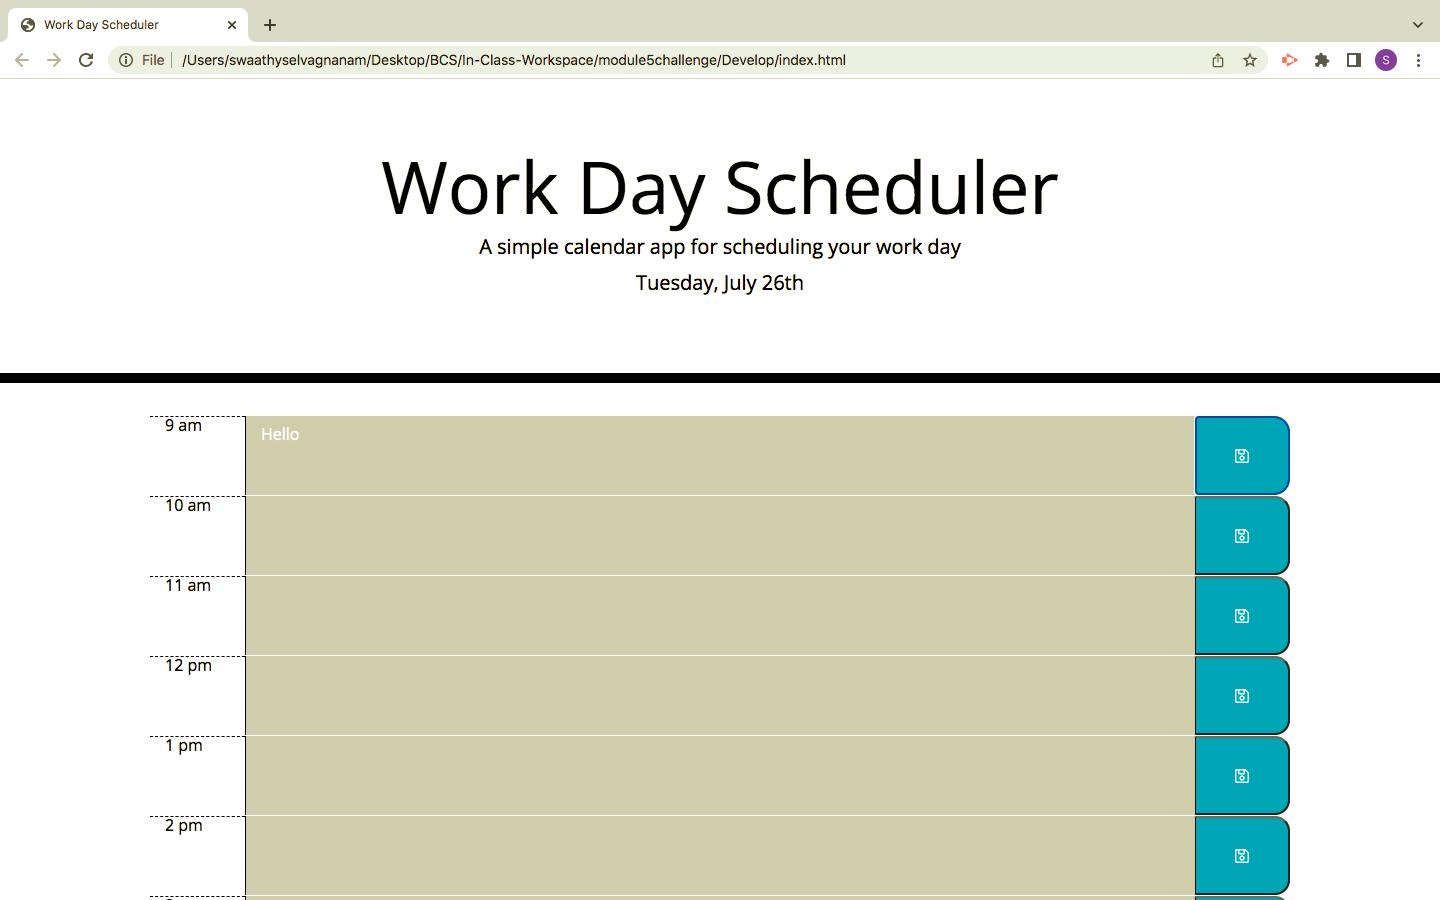 Work Day Scheduler
File /Users/swaathyselvagnanam/Desktop/BCS/In-Class-Workspace/module5challenge/Develop/index.html
S
Work Day Scheduler
A simple calendar app for scheduling your work day
Tuesday, July 26th
9 am
Hello
10 am
11 am
12 pm
1 pm
2 pm